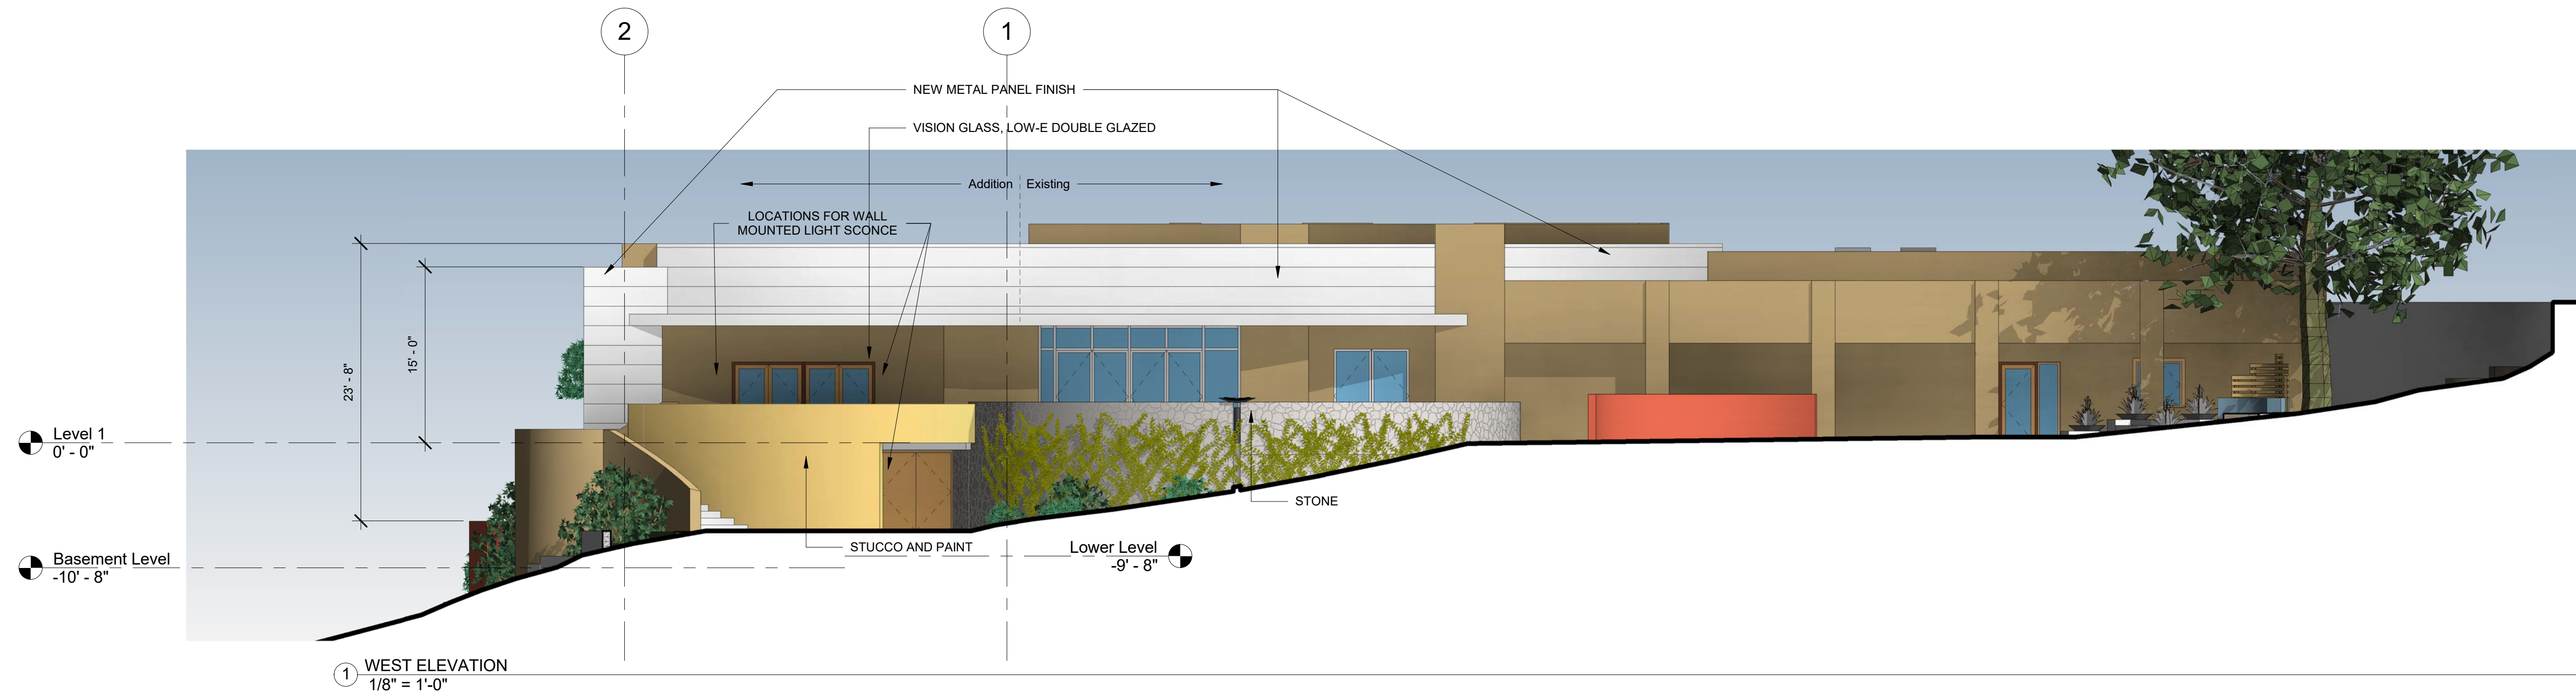 2
1
NEW METAL PANEL FINISH
VISION GLASS, LOW-E DOUBLE GLAZED
Addition
Existing
LOCATIONS FOR WALL
MOUNTED LIGHT SCONCE
23' - 8"
15' - 0"
Level 1
0' - 0"
STONE
STUCCO AND PAINT
Lower Level
-9' - 8"
Basement Level
-10' - 8"
1
WEST ELEVATION
1/8" = 1'-0"